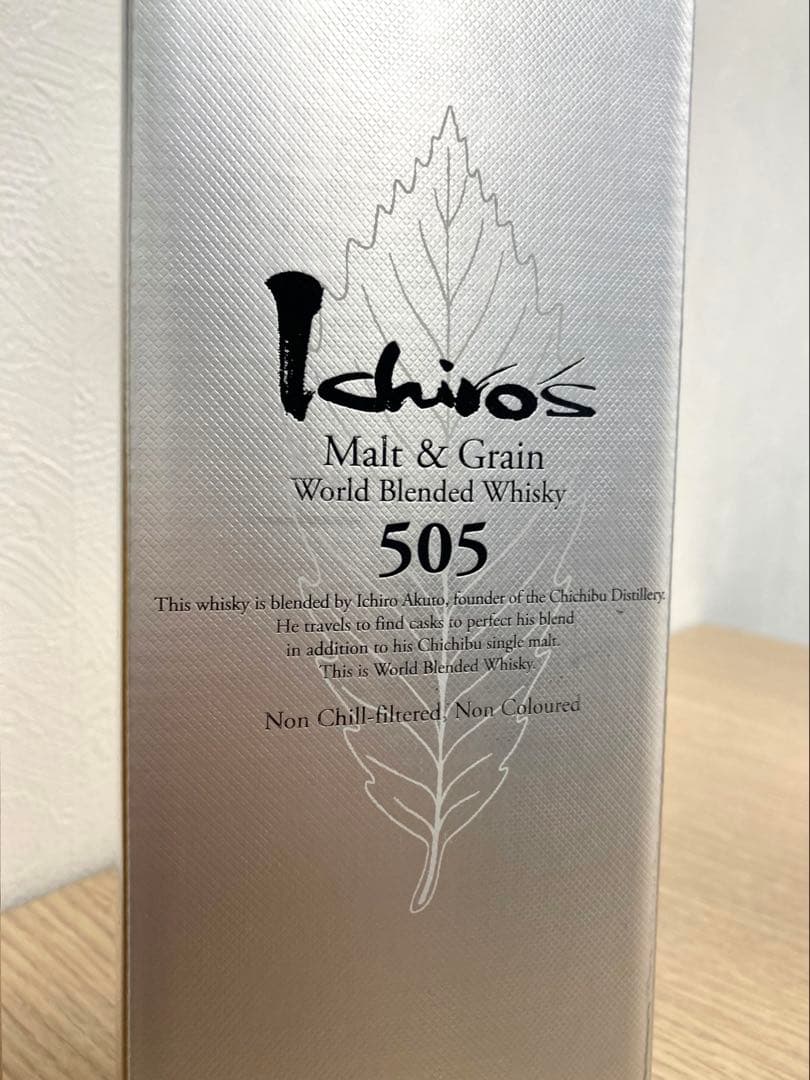 Ichiro's
Malt & Grain
World Blended Whisky
505
This whisky is blended by Ichiro Akuto, founder of the Chichibu Distillery.
He travels to find casks to perfect his blend
in addition to his Chichibu single malt.
This is World Blended Whisky.
Non Chill-filtered, Non Coloured